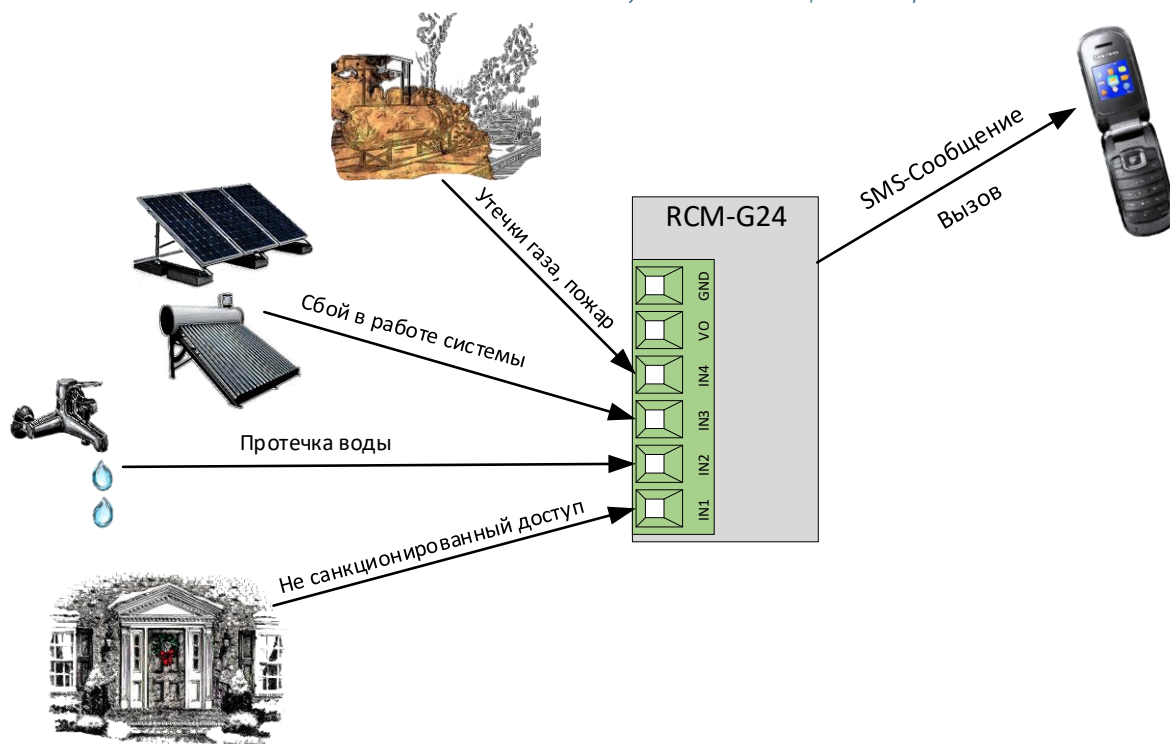 SMS-Сообщение
Вызов
Утечки газа, пожар
RCM-G24
Сбой в работе системы
Протечка воды
Не санкционированный доступ
GND
VO
IN4
IN3
IN2
IN1